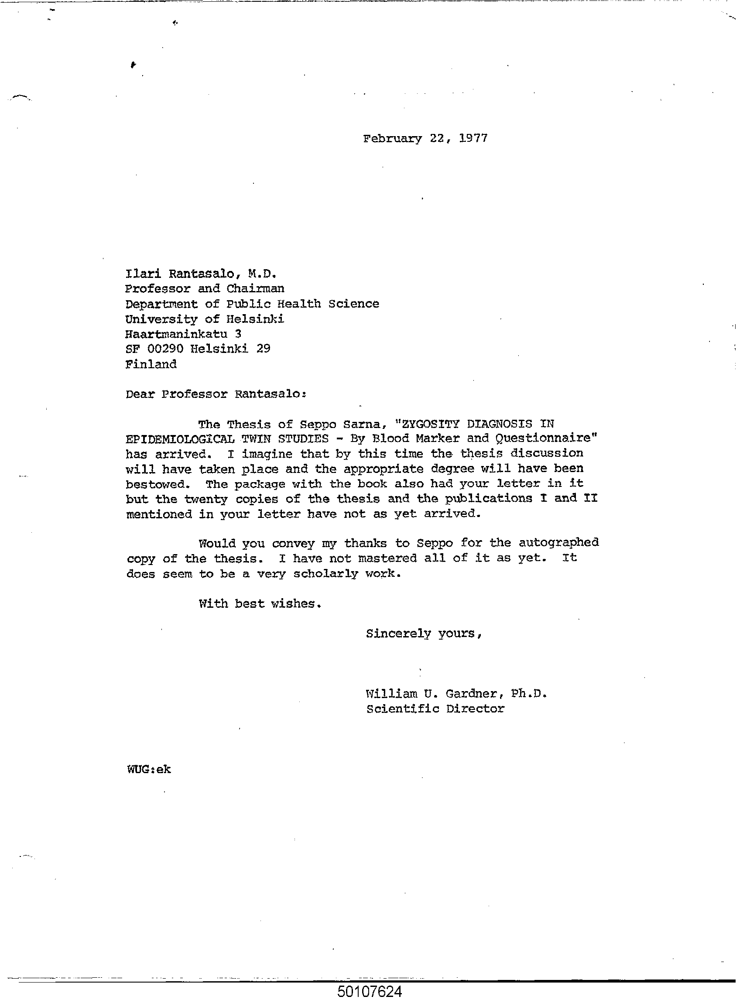 February 22, 1977
Ilari Rantasalo, M.D.
Professor and Chairman
Department of Public Health Science
University of Helsinki
Haartmaninkatu 3
SF 00290 Helsinki 29
Finland
Dear Professor Rantasalo:
The Thesis of Seppo Sarna, "ZYGOSITY DIAGNOSIS IN
EPIDEMIOLOGICAL TWIN STUDIES - By Blood Marker and Questionnaire"
has arrived. I imagine that by this time the thesis discussion
will have taken place and the appropriate degree will have been
bestowed. The package with the book also had your letter in it
but the twenty copies of the thesis and the publications I and II
mentioned in your letter have not as yet arrived.
Would you convey my thanks to Seppo for the autographed
copy of the thesis. I have not mastered all of it as yet. It
does seem to be a very scholarly work.
With best wishes.
Sincerely yours,
William U. Gardner, Ph.D.
Scientific Director
WUG:ek
50107624